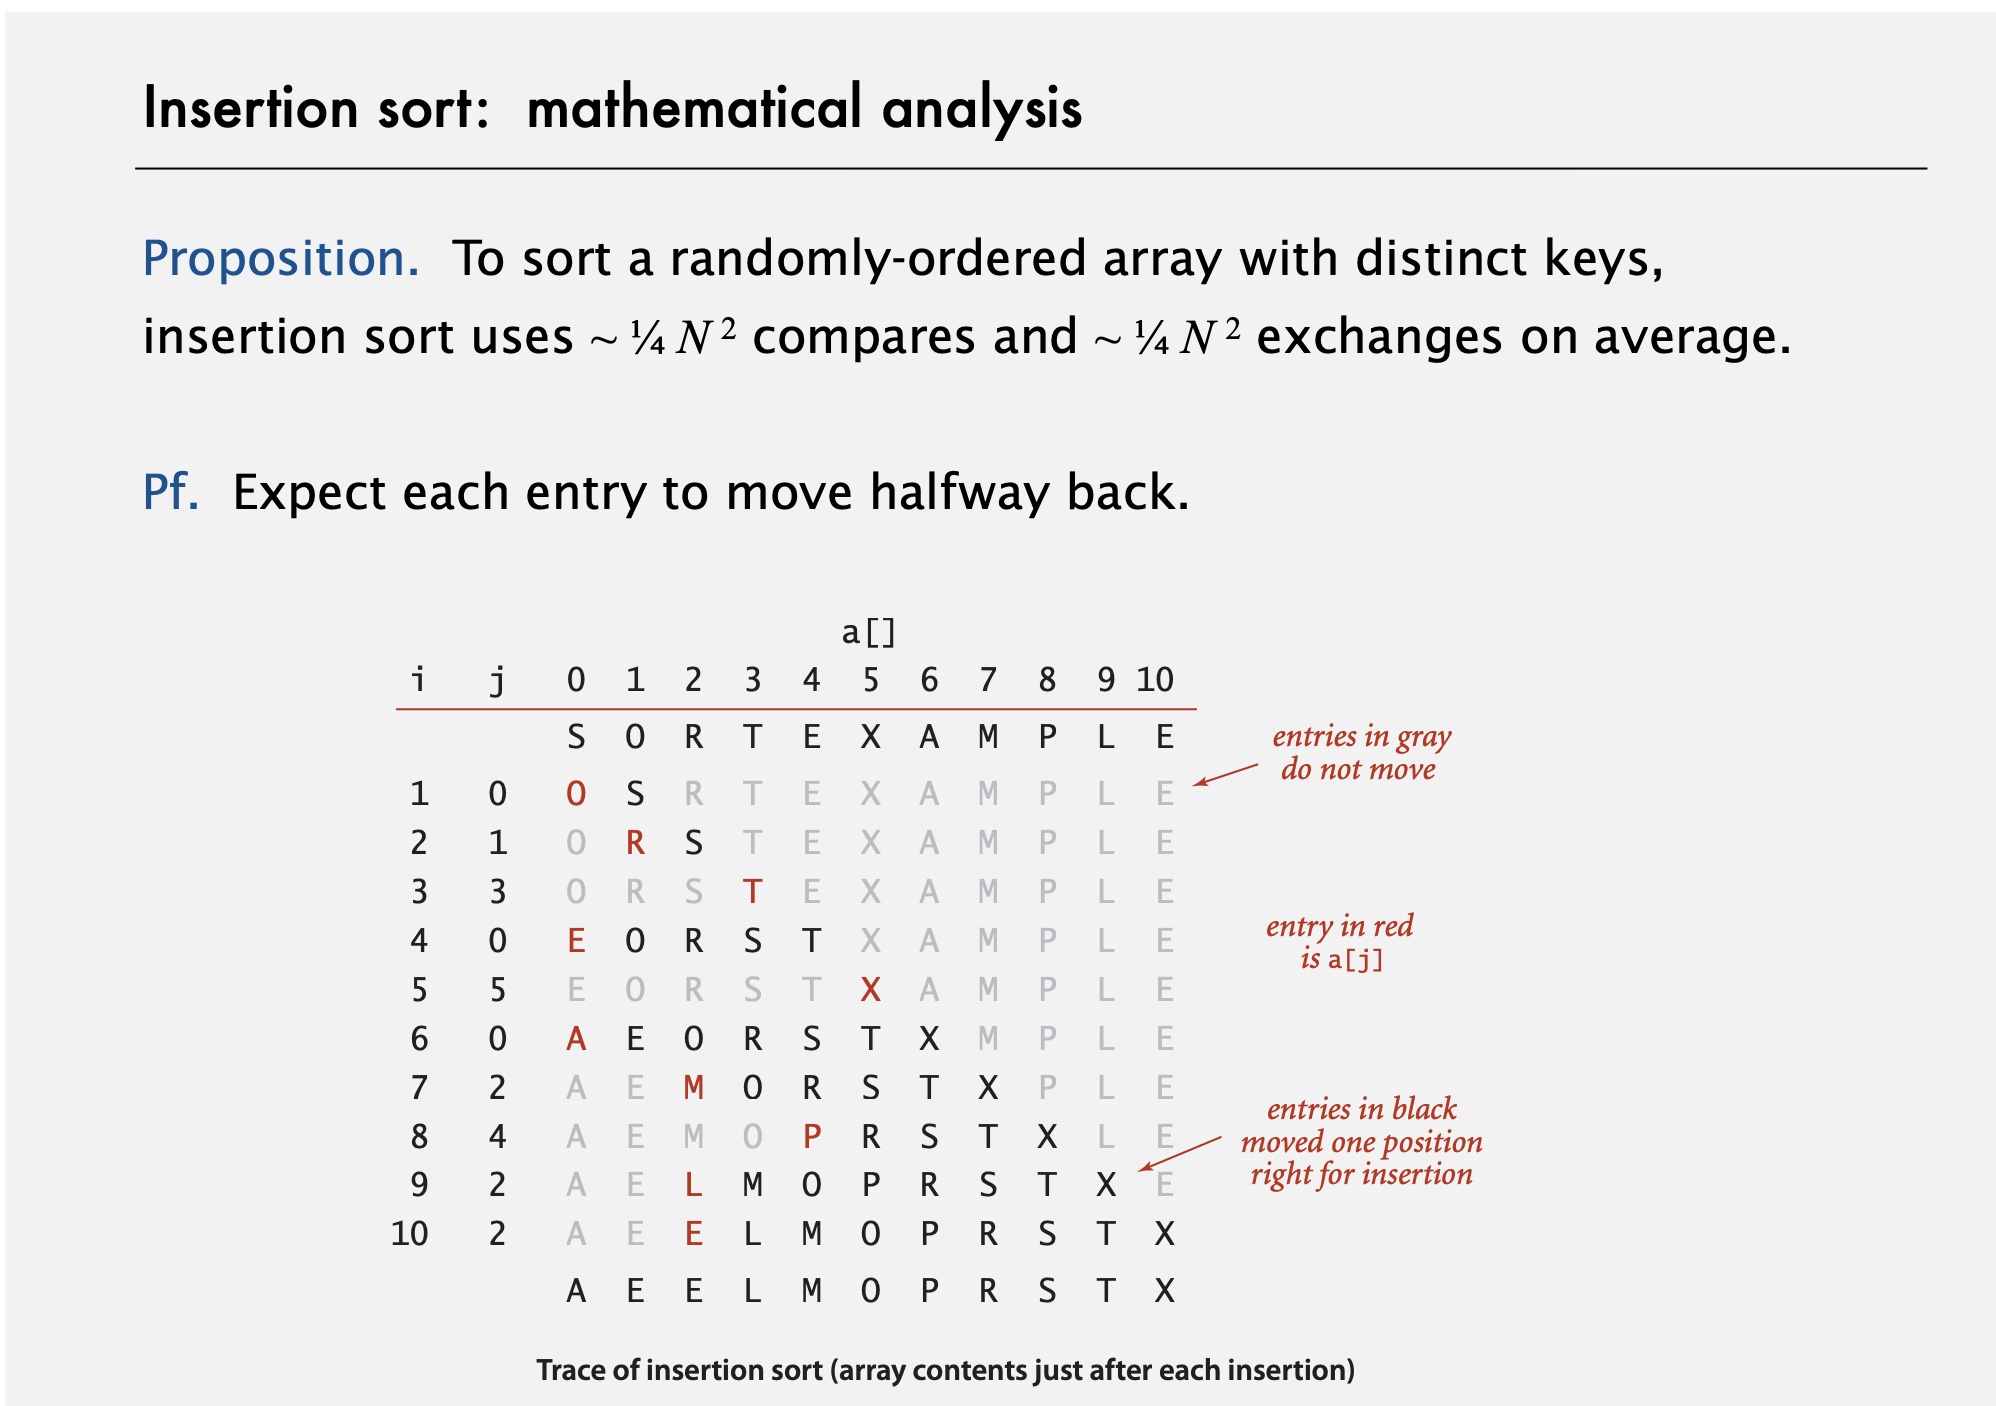 Insertion sort: mathematical analysis
Proposition. To sort a randomly-ordered array with distinct keys,
insertion sort uses ~ ¼ N ² compares and ~ ¼ N ² exchanges on average.
Pf. Expect each entry to move halfway back.
a[]
i j 0 1 2 3 4 5 6 7 8 9 10
S O R T E X A M P L E
1 0 O S R T E X A M P L E
2 1 O R S T E X A M P L E
3 3 O R S T E X A M P L E
4 0 E O R S T X A M P L E
5 5 E O R S T X A M P L E
6 0 A E O R S T X M P L E
7 2 A E M O R S T X P L E
8 4 A E M O P R S T X L E
9 2 A E L M O P R S T X E
10 2 A E E L M O P R S T X
A E E L M O P R S T X
entries in gray
do not move
entry in red
is a[j]
entries in black
moved one position
right for insertion
Trace of insertion sort (array contents just after each insertion)